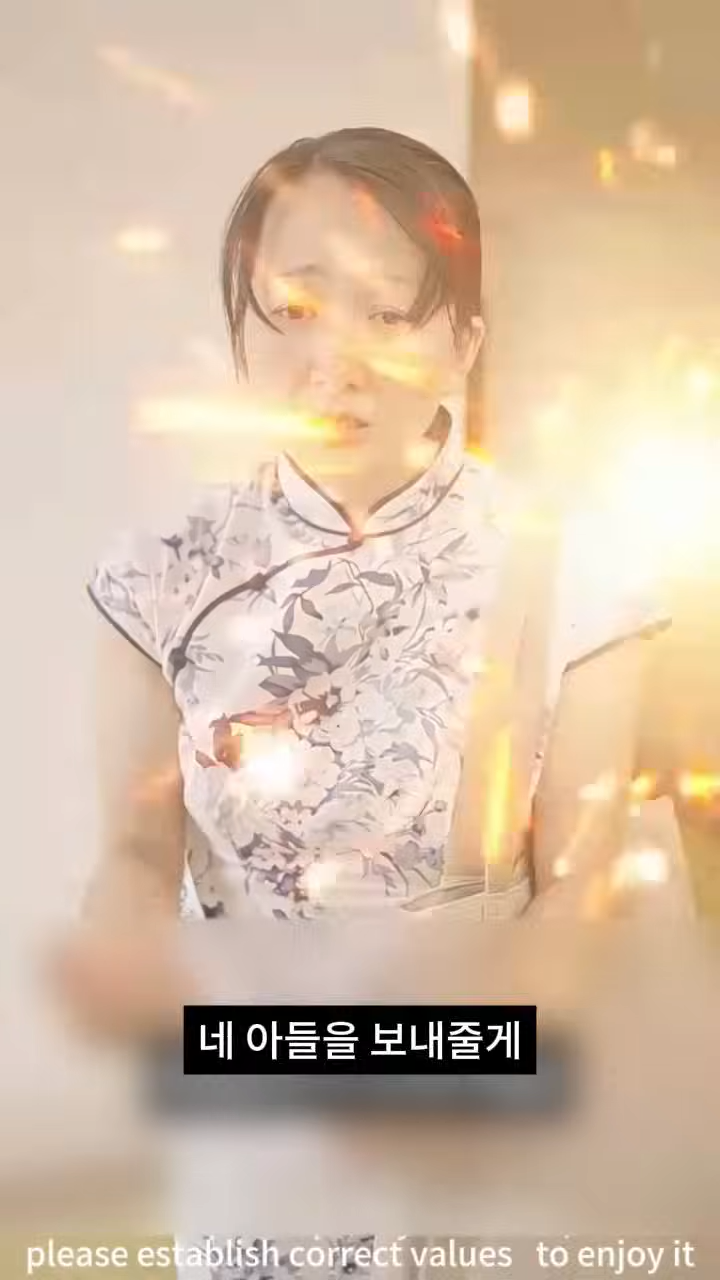 네 아들을 보내줄게
please establish correct values to enjoy it